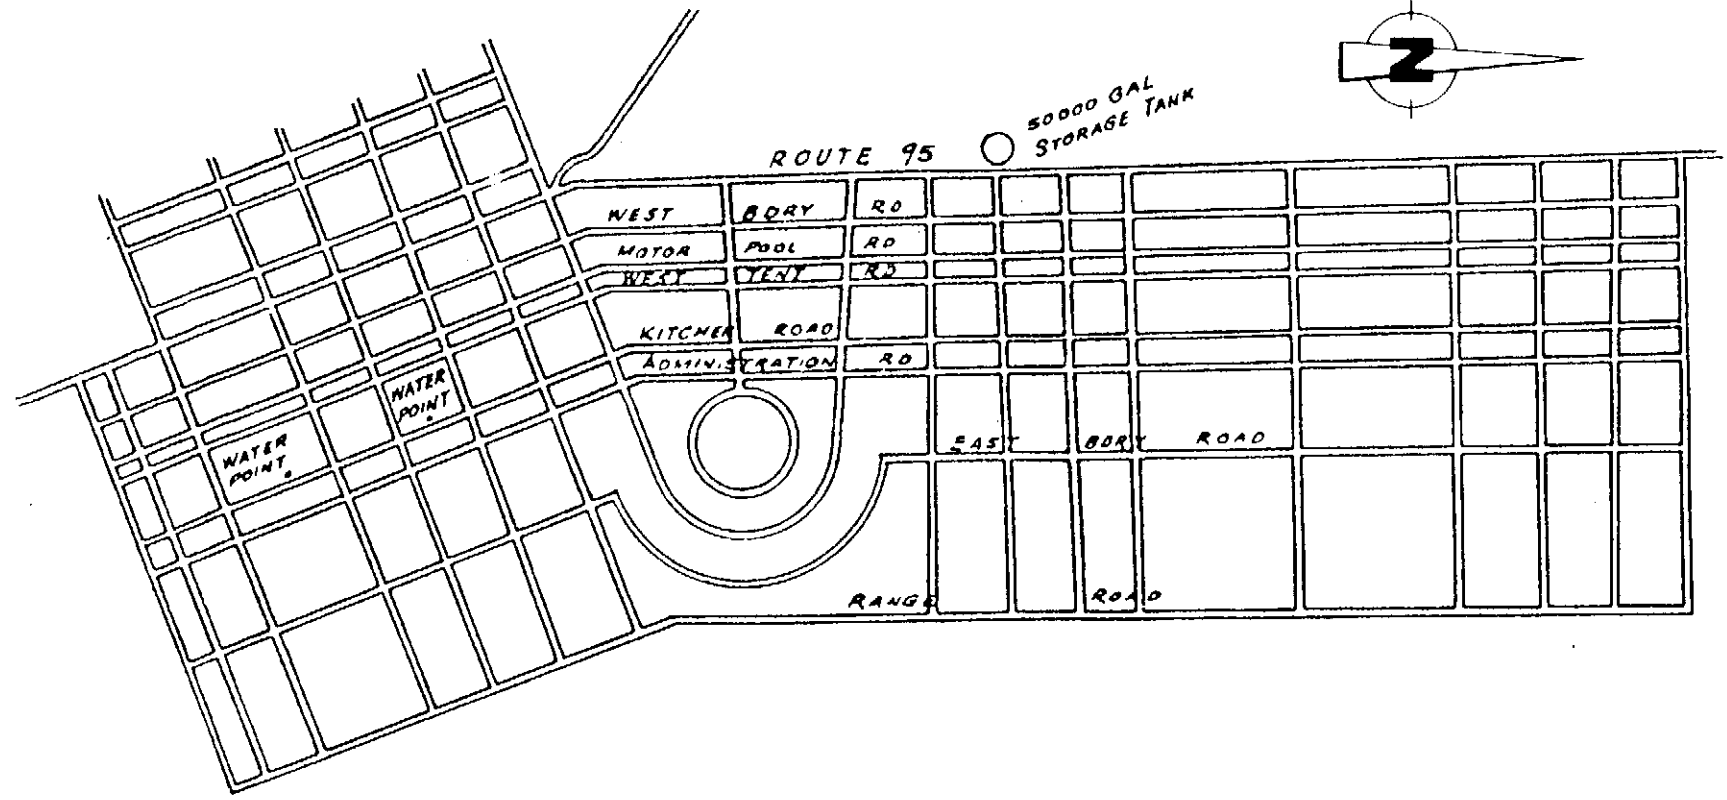 N
50000 GAL
STORAGE TANK
ROUTE 95
WEST BDRY RD
MOTOR POOL RD
WEST TENT RD
KITCHEN ROAD
ADMINISTRATION RD
WATER
POINT
WATER
POINT
EAST BDRY ROAD
RANGE ROAD